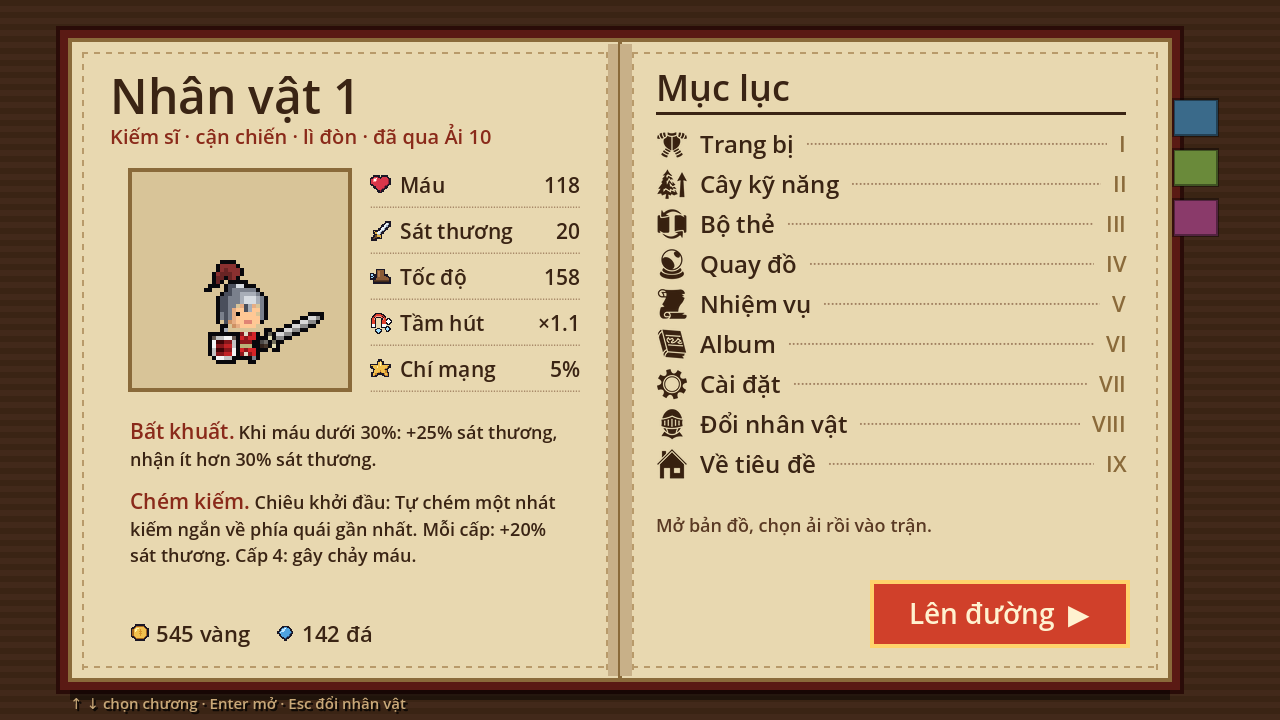 Nhân vật 1
Kiếm sĩ · cận chiến · lì đòn · đã qua Ải 10
Máu 118
Sát thương 20
Tốc độ 158
Tầm hút ×1.1
Chí mạng 5%
Bất khuất. Khi máu dưới 30%: +25% sát thương,
nhận ít hơn 30% sát thương.
Chém kiếm. Chiêu khởi đầu: Tự chém một nhát
kiếm ngắn về phía quái gần nhất. Mỗi cấp: +20%
sát thương. Cấp 4: gây chảy máu.
545 vàng 142 đá
Mục lục
Trang bị I
Cây kỹ năng II
Bộ thẻ III
Quay đồ IV
Nhiệm vụ V
Album VI
Cài đặt VII
Đổi nhân vật VIII
Về tiêu đề IX
Mở bản đồ, chọn ải rồi vào trận.
Lên đường ▶
↑ ↓ chọn chương · Enter mở · Esc đổi nhân vật